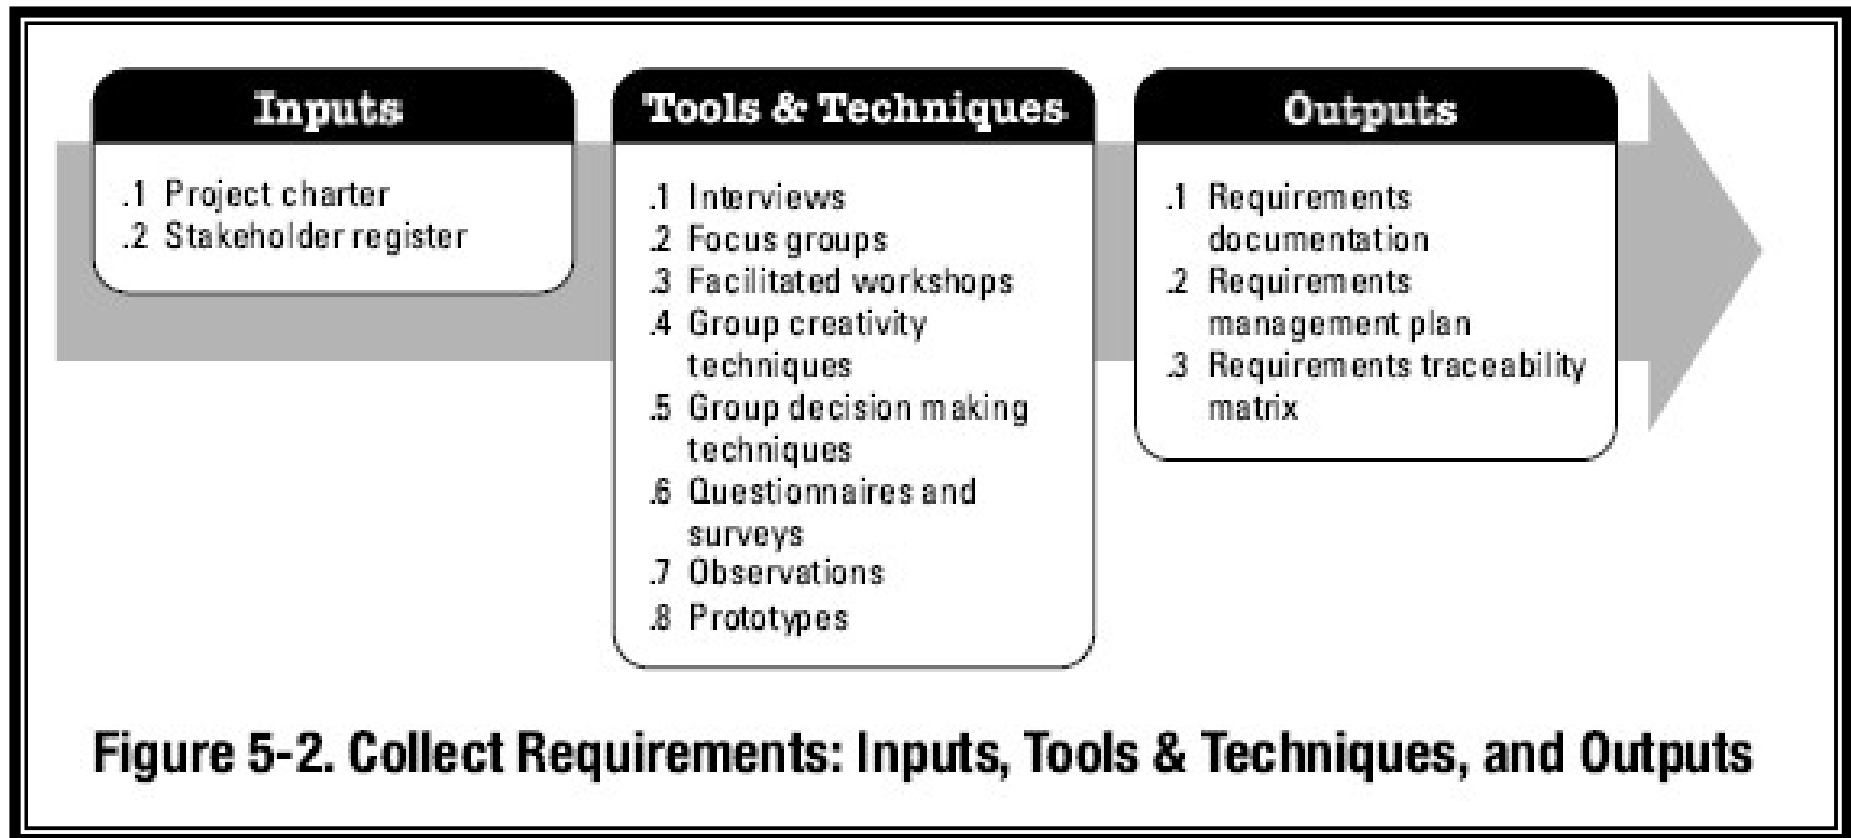 Inputs
.1 Project charter
.2 Stakeholder register
Tools & Techniques
.1 Interviews
.2 Focus groups
.3 Facilitated workshops
.4 Group creativity
techniques
.5 Group decision making
techniques
.6 Questionnaires and
surveys
.7 Observations
.8 Prototypes
Outputs
.1 Requirements
documentation
.2 Requirements
management plan
.3 Requirements traceability
matrix
Figure 5-2. Collect Requirements: Inputs, Tools & Techniques, and Outputs